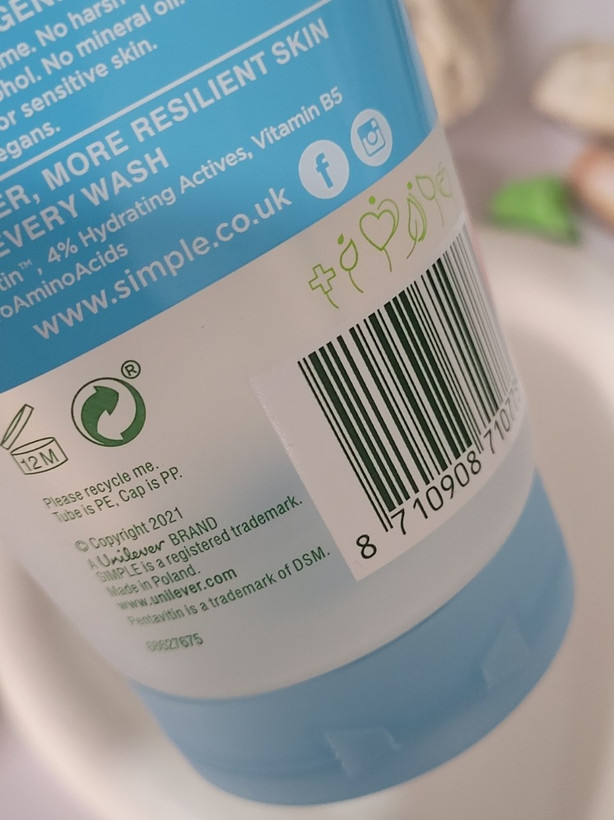 me. No harsh
ohol. No mineral oil.
or sensitive skin.
egans.
ER, MORE RESILIENT SKIN
EVERY WASH
tin™, 4% Hydrating Actives, Vitamin B5
oAminoAcids
www.simple.co.uk
12M
®
Please recycle me.
Tube is PE, Cap is PP.
© Copyright 2021
A Unilever BRAND
SIMPLE is a registered trademark.
Made in Poland.
www.unilever.com
Pentavitin is a trademark of DSM.
68827675
8 710908 7107